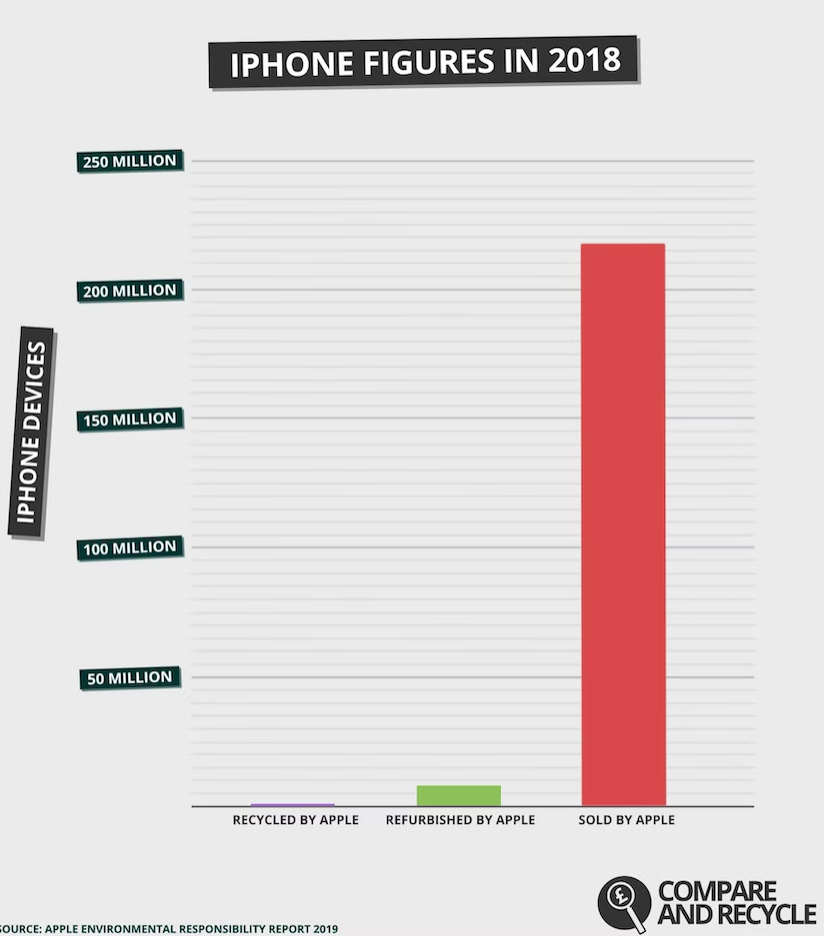 IPHONE FIGURES IN 2018
250 MILLION
200 MILLION
150 MILLION
100 MILLION
50 MILLION
IPHONE DEVICES
RECYCLED BY APPLE
REFURBISHED BY APPLE
SOLD BY APPLE
£
COMPARE
AND RECYCLE
SOURCE: APPLE ENVIRONMENTAL RESPONSIBILITY REPORT 2019